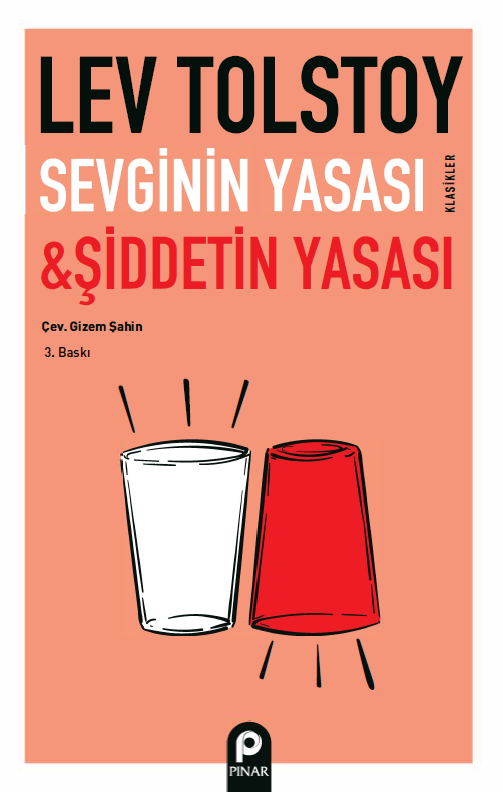 LEV TOLSTOY
SEVGİNİN YASASI
KLASİKLER
&ŞİDDETİN YASASI
Çev. Gizem Şahin
3. Baskı
PINAR